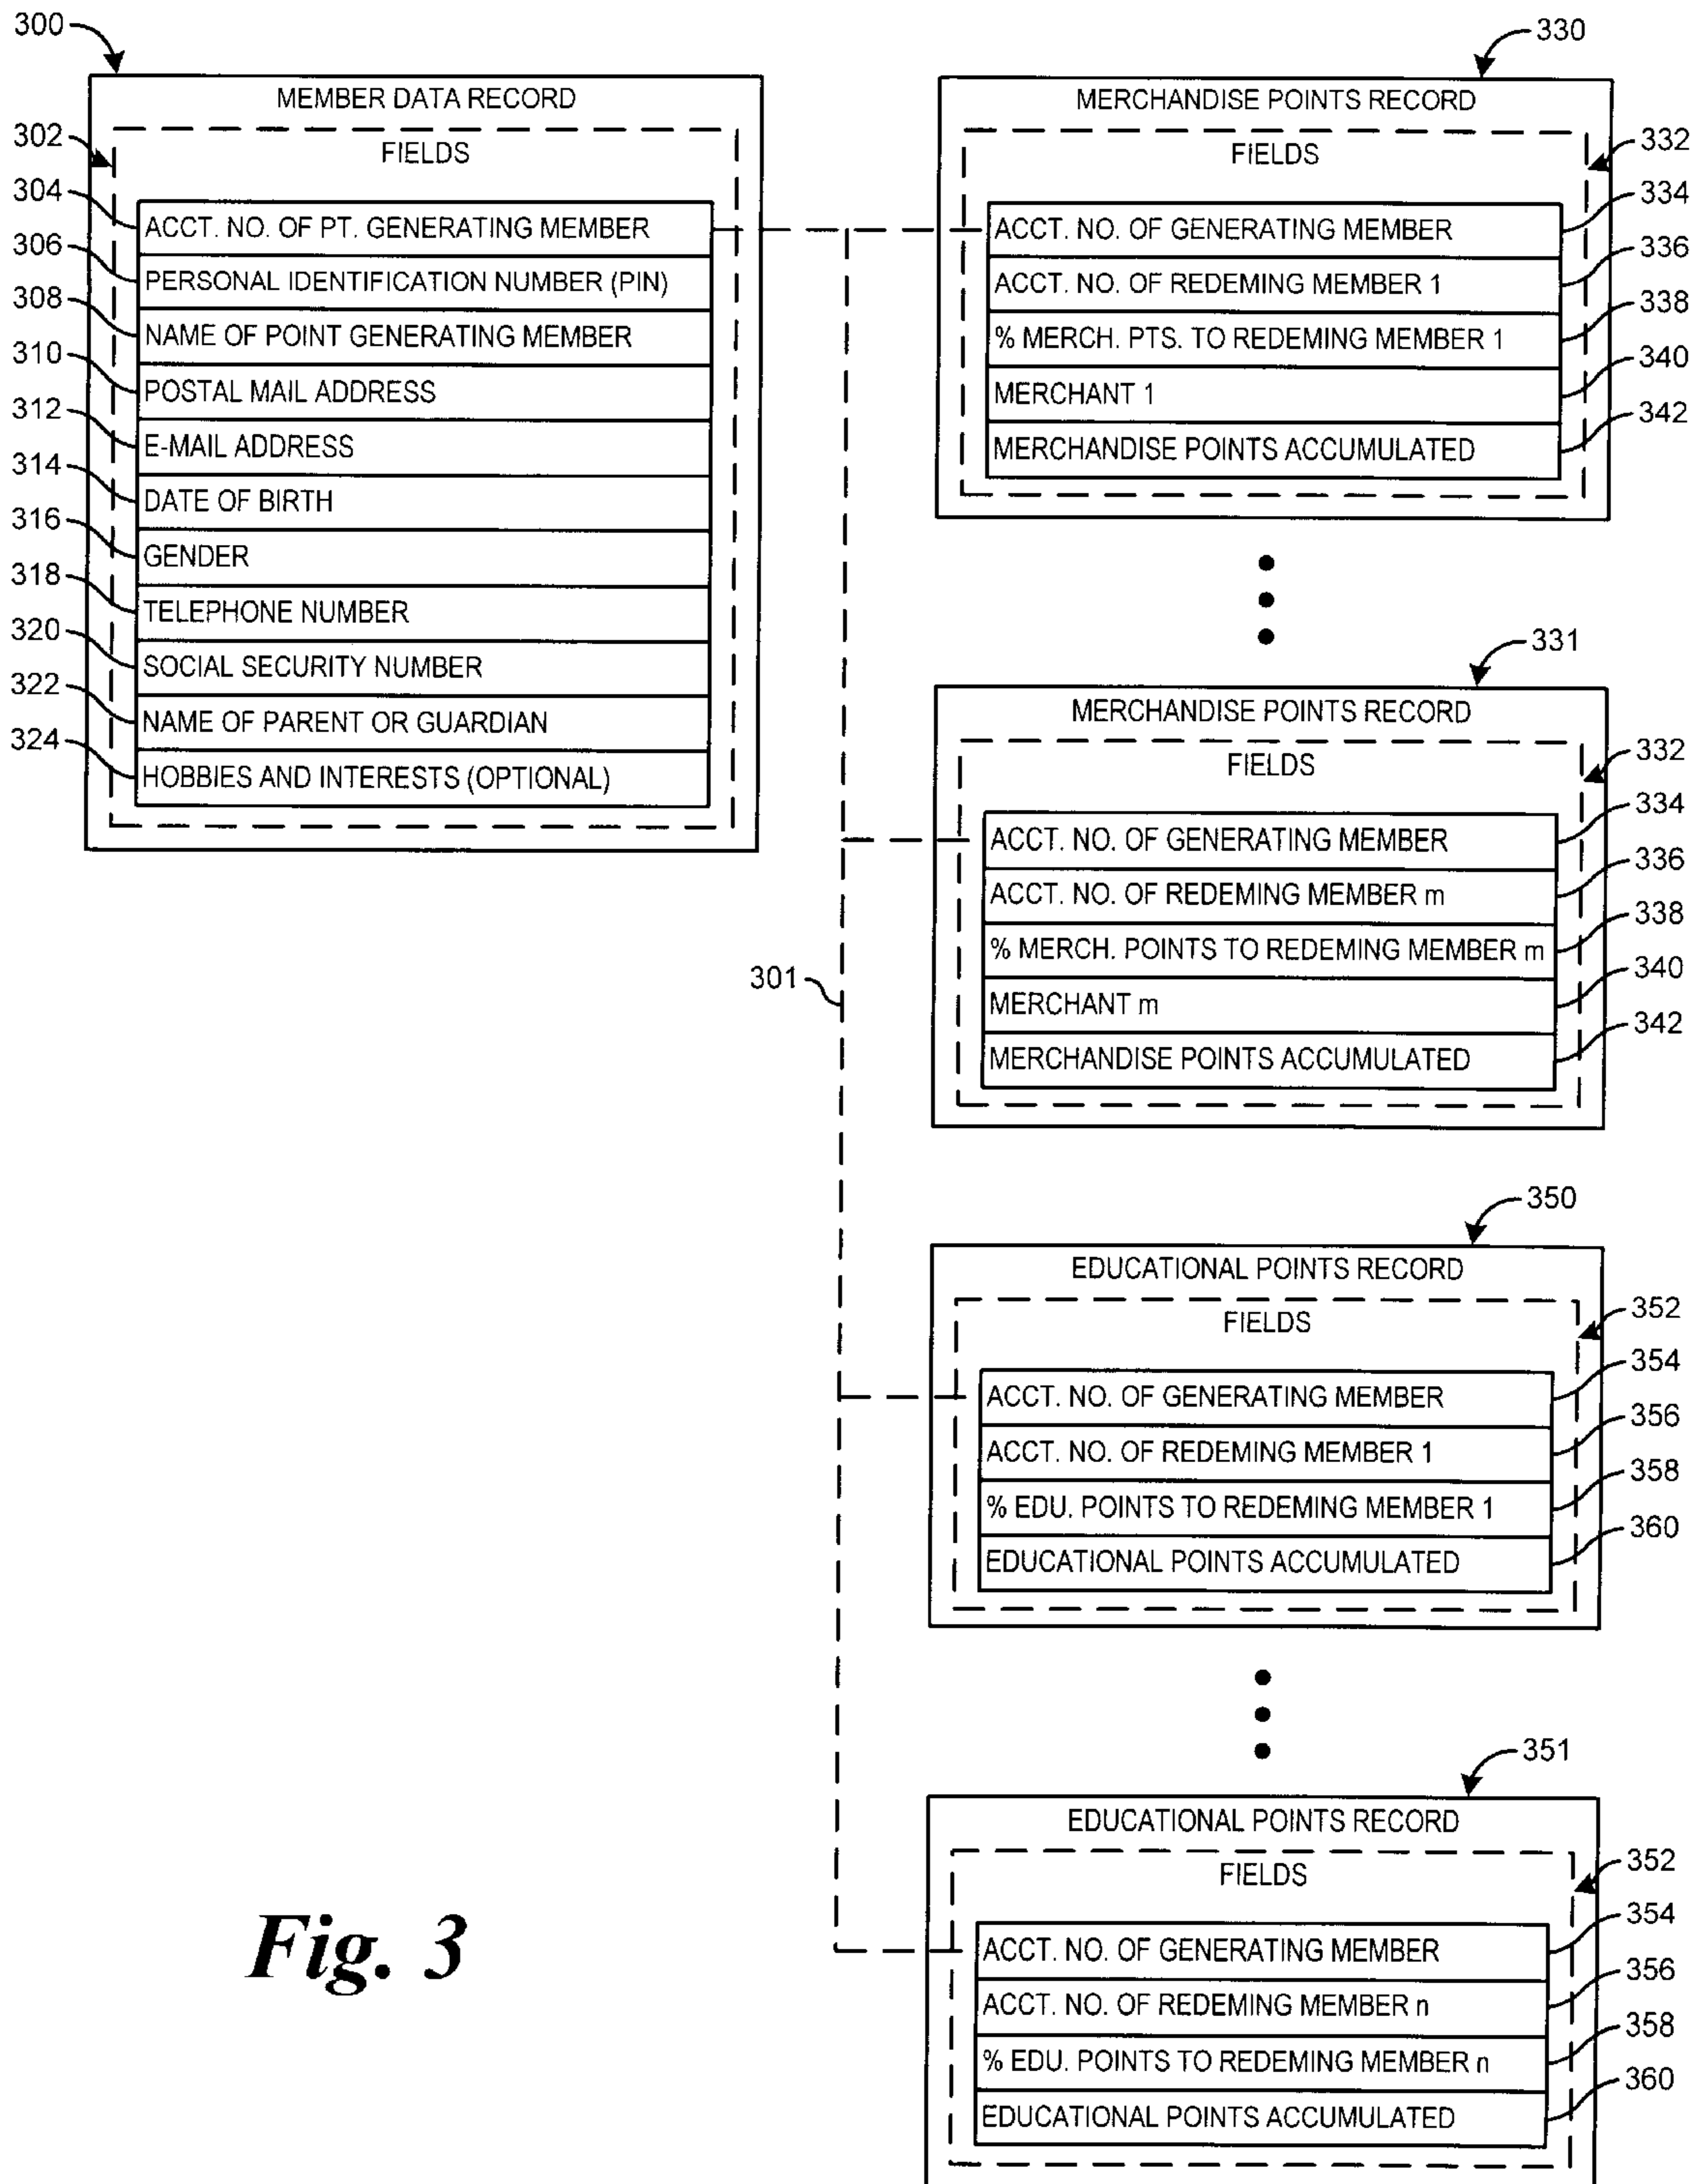 300
MEMBER DATA RECORD
302
FIELDS
304
ACCT. NO. OF PT. GENERATING MEMBER
306
PERSONAL IDENTIFICATION NUMBER (PIN)
308
NAME OF POINT GENERATING MEMBER
310
POSTAL MAIL ADDRESS
312
E-MAIL ADDRESS
314
DATE OF BIRTH
316
GENDER
318
TELEPHONE NUMBER
320
SOCIAL SECURITY NUMBER
322
NAME OF PARENT OR GUARDIAN
324
HOBBIES AND INTERESTS (OPTIONAL)
301
330
MERCHANDISE POINTS RECORD
FIELDS
332
ACCT. NO. OF GENERATING MEMBER
334
ACCT. NO. OF REDEMING MEMBER 1
336
% MERCH. PTS. TO REDEMING MEMBER 1
338
MERCHANT 1
340
MERCHANDISE POINTS ACCUMULATED
342
331
MERCHANDISE POINTS RECORD
FIELDS
332
ACCT. NO. OF GENERATING MEMBER
334
ACCT. NO. OF REDEMING MEMBER m
336
% MERCH. POINTS TO REDEMING MEMBER m
338
MERCHANT m
340
MERCHANDISE POINTS ACCUMULATED
342
350
EDUCATIONAL POINTS RECORD
FIELDS
352
ACCT. NO. OF GENERATING MEMBER
354
ACCT. NO. OF REDEMING MEMBER 1
356
% EDU. POINTS TO REDEMING MEMBER 1
358
EDUCATIONAL POINTS ACCUMULATED
360
351
EDUCATIONAL POINTS RECORD
FIELDS
352
ACCT. NO. OF GENERATING MEMBER
354
ACCT. NO. OF REDEMING MEMBER n
356
% EDU. POINTS TO REDEMING MEMBER n
358
EDUCATIONAL POINTS ACCUMULATED
360
Fig. 3